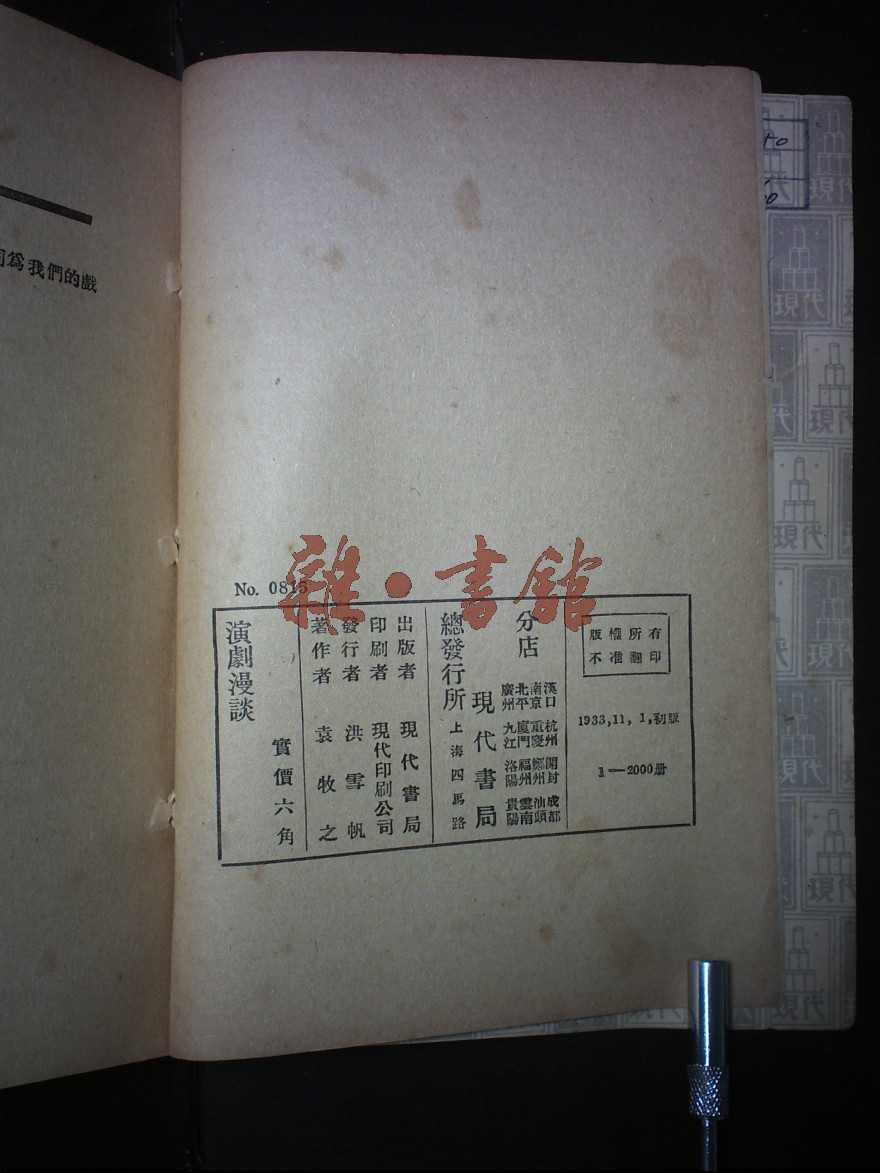 爲我們的戲
No. 0815
雜·書館
版權所有
不准翻印
1933,11, 1,初版
1—2000册
漢口 杭州 開封 成都
南京 重慶 鄭州 汕頭
北平 廈門 福州 雲南
廣州 九江 洛陽 貴陽
分店
現代書局
總發行所 上海四馬路
出版者 現代書局
印刷者 現代印刷公司
發行者 洪雪帆
著作者 袁牧之
實價六角
演劇漫談
現代